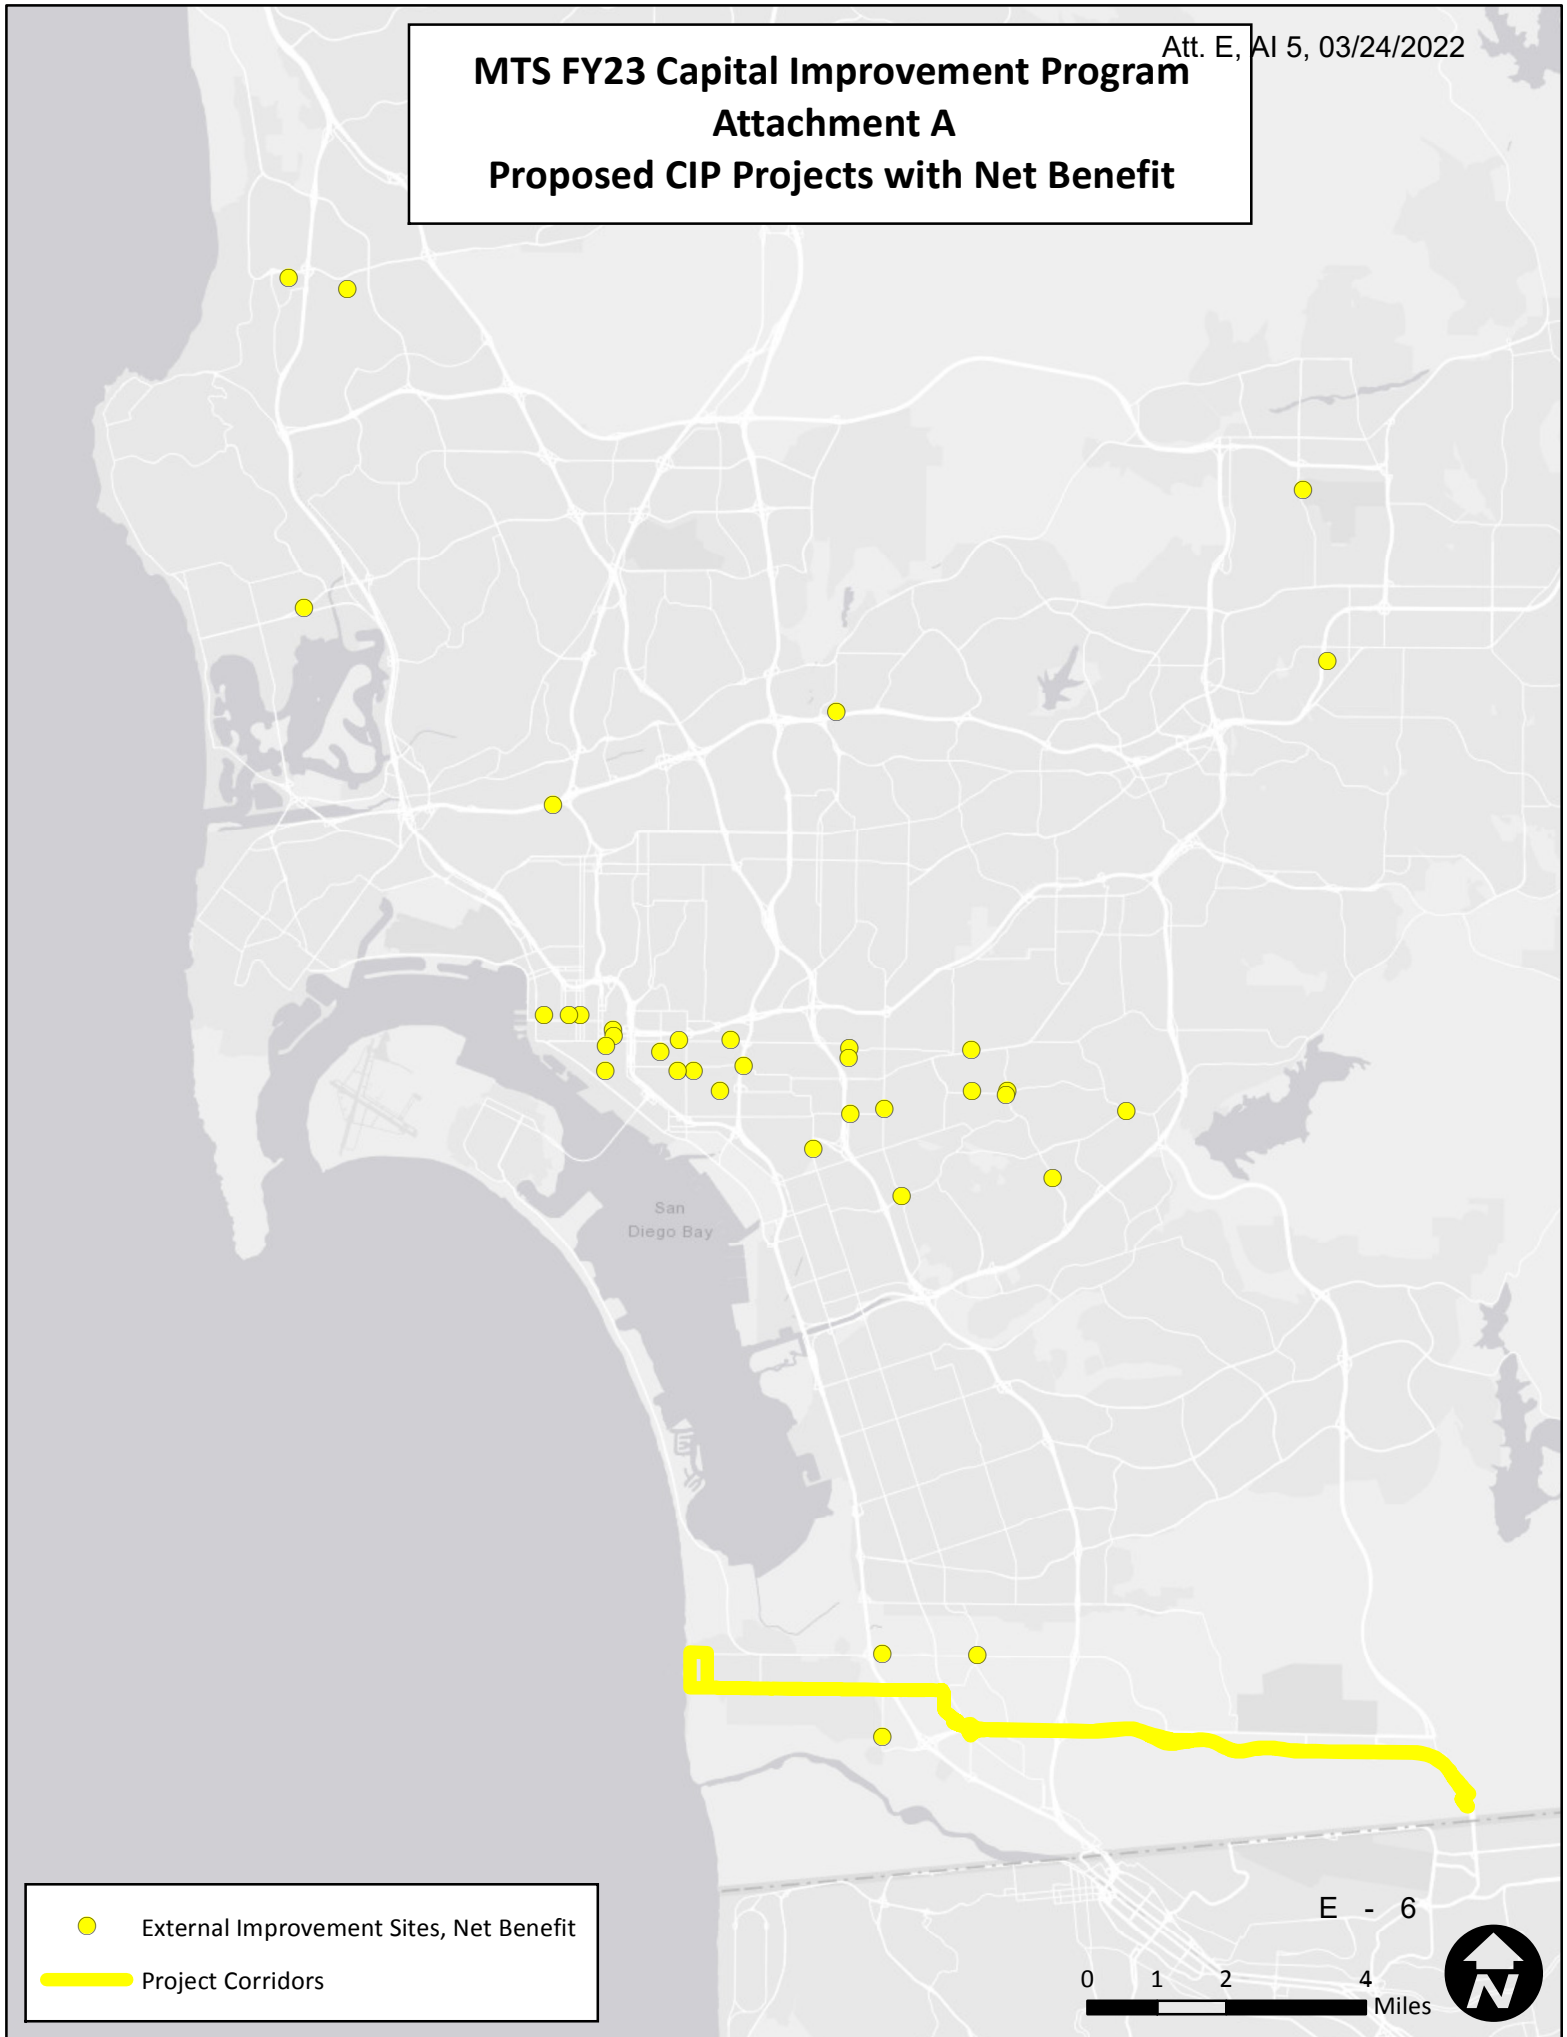 Att. E, AI 5, 03/24/2022
MTS FY23 Capital Improvement Program
Attachment A
Proposed CIP Projects with Net Benefit
San
Diego Bay
External Improvement Sites, Net Benefit
Project Corridors
E - 6
0 1 2 4
Miles
N